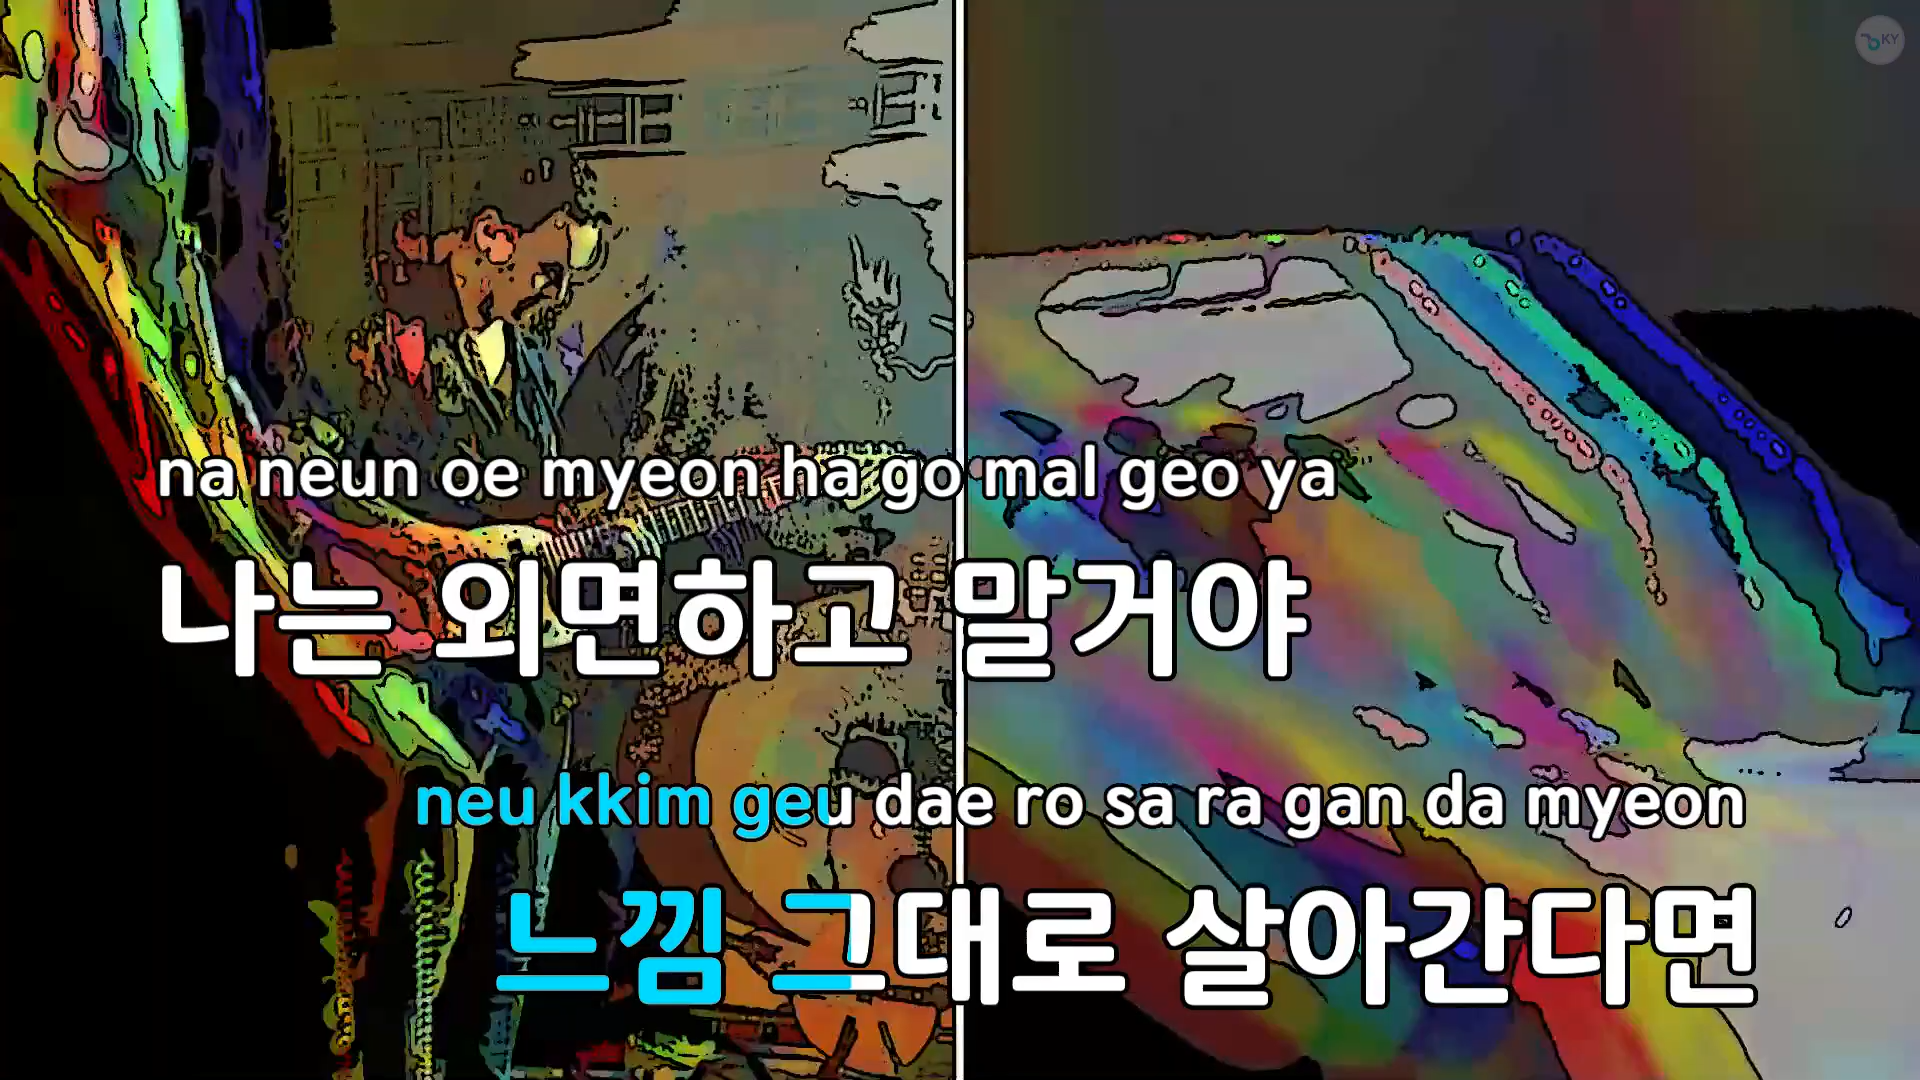 KY
na neun oe myeon ha go mal geo ya
나는 외면하고 말거야
neu kkim geu dae ro sa ra gan da myeon
느낌 그대로 살아간다면